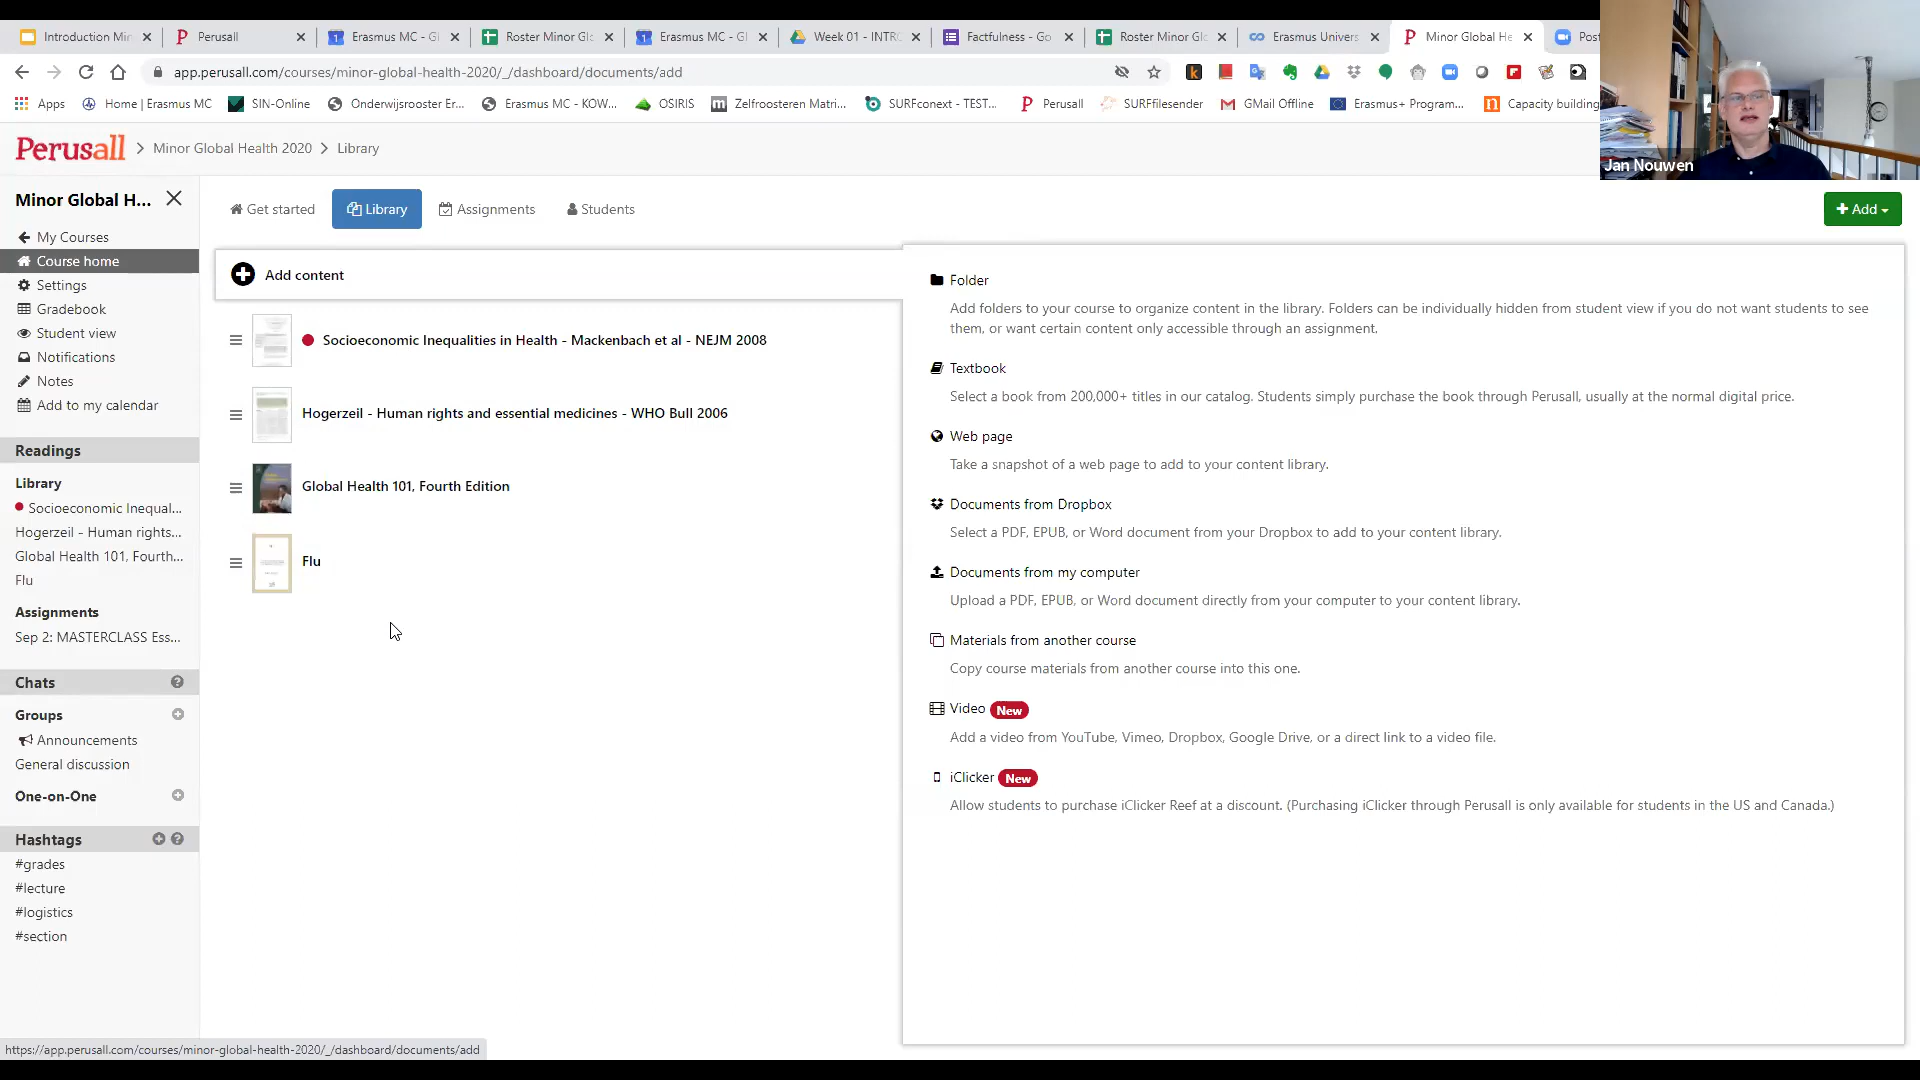 Introduction Min
Perusall
Erasmus MC - Gl
Roster Minor Glo
Erasmus MC - Gl
Week 01 - INTRO
Factfulness - Go
Roster Minor Glo
Erasmus Univers
Minor Global He
Post
app.perusall.com/courses/minor-global-health-2020/_/dashboard/documents/add
Apps
Home | Erasmus MC
SIN-Online
Onderwijsrooster Er...
Erasmus MC - KOW...
OSIRIS
Zelfroosteren Matri...
SURFconext - TEST...
Perusall
SURFfilesender
GMail Offline
Erasmus+ Program...
Capacity building
Jan Nouwen
Perusall
Minor Global Health 2020
Library
Minor Global H...
Get started
Library
Assignments
Students
Add
My Courses
Course home
Settings
Gradebook
Student view
Notifications
Notes
Add to my calendar
Readings
Library
Socioeconomic Inequal...
Hogerzeil - Human rights...
Global Health 101, Fourth...
Flu
Assignments
Sep 2: MASTERCLASS Ess...
Chats
Groups
Announcements
General discussion
One-on-One
Hashtags
#grades
#lecture
#logistics
#section
Add content
Socioeconomic Inequalities in Health - Mackenbach et al - NEJM 2008
Hogerzeil - Human rights and essential medicines - WHO Bull 2006
Global Health 101, Fourth Edition
Flu
Folder
Add folders to your course to organize content in the library. Folders can be individually hidden from student view if you do not want students to see
them, or want certain content only accessible through an assignment.
Textbook
Select a book from 200,000+ titles in our catalog. Students simply purchase the book through Perusall, usually at the normal digital price.
Web page
Take a snapshot of a web page to add to your content library.
Documents from Dropbox
Select a PDF, EPUB, or Word document from your Dropbox to add to your content library.
Documents from my computer
Upload a PDF, EPUB, or Word document directly from your computer to your content library.
Materials from another course
Copy course materials from another course into this one.
Video New
Add a video from YouTube, Vimeo, Dropbox, Google Drive, or a direct link to a video file.
iClicker New
Allow students to purchase iClicker Reef at a discount. (Purchasing iClicker through Perusall is only available for students in the US and Canada.)
https://app.perusall.com/courses/minor-global-health-2020/_/dashboard/documents/add